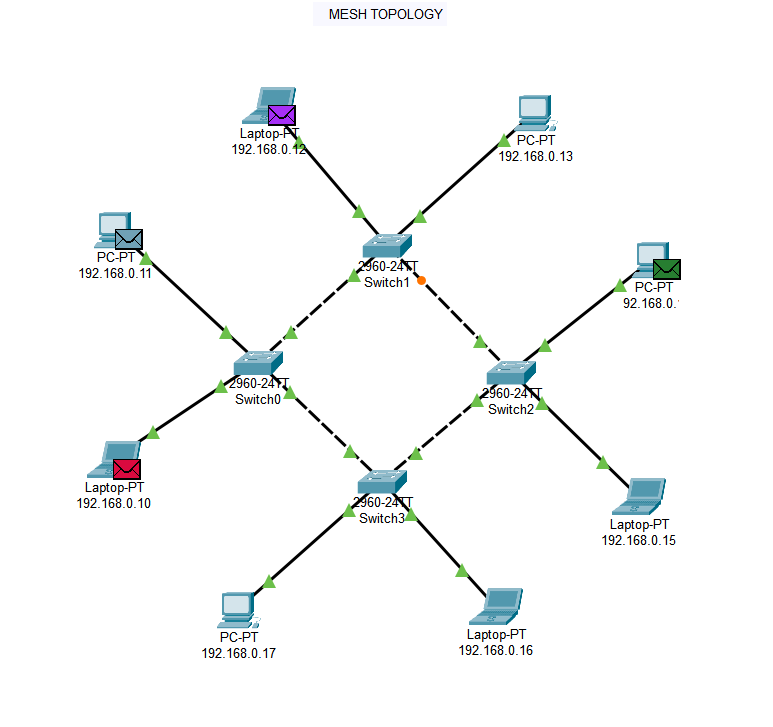 MESH TOPOLOGY
Laptop-PT
192.168.0.12
PC-PT
192.168.0.13
PC-PT
192.168.0.11
2960-24TT
Switch1
PC-PT
92.168.0.
2960-24TT
Switch0
2960-24TT
Switch2
Laptop-PT
192.168.0.10
2960-24TT
Switch3
Laptop-PT
192.168.0.15
PC-PT
192.168.0.17
Laptop-PT
192.168.0.16